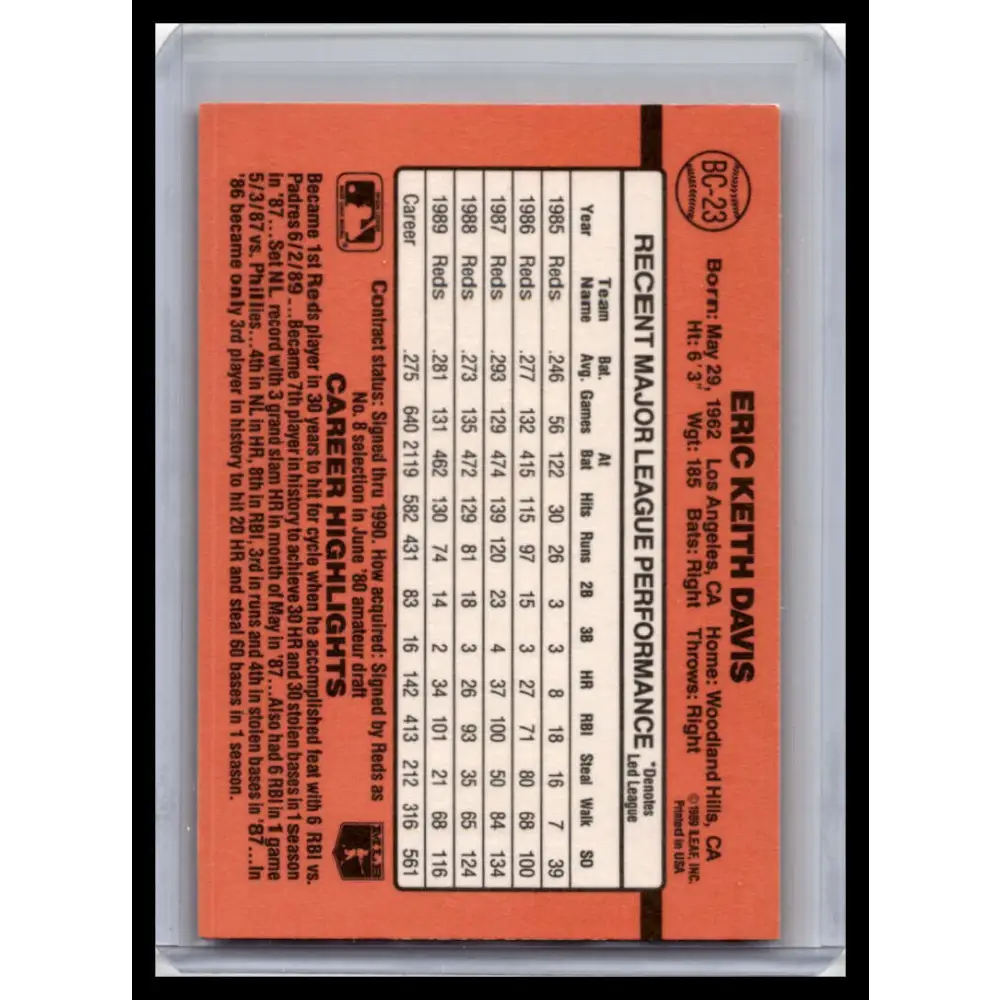 BC-23
ERIC KEITH DAVIS
Born: May 29, 1962 Los Angeles, CA Home: Woodland Hills, CA
Ht: 6'3" Wgt: 185 Bats: Right Throws: Right
© 1989 LEAF, INC.
Printed in USA
RECENT MAJOR LEAGUE PERFORMANCE
*Denotes
Led League
Year Team Name Bat. Avg. Games At Bat Hits Runs 2B 3B HR RBI Steal Walk SO
1985 Reds .246 56 122 30 26 3 3 8 18 16 7 39
1986 Reds .277 132 415 115 97 15 3 27 71 80 68 100
1987 Reds .293 129 474 139 120 23 4 37 100 50 84 134
1988 Reds .273 135 472 129 81 18 3 26 93 35 65 124
1989 Reds .281 131 462 130 74 14 2 34 101 21 68 116
Career .275 640 2119 582 431 83 16 142 413 212 316 561
Contract status: Signed thru 1990. How acquired: Signed by Reds as
No. 8 selection in June '80 amateur draft
MLB
CAREER HIGHLIGHTS
Became 1st Reds player in 30 years to hit for cycle when he accomplished feat with 6 RBI vs.
Padres 6/2/89...Became 7th player in history to achieve 30 HR and 30 stolen bases in 1 season
in '87...Set NL record with 3 grand slam HR in month of May in '87...Also had 6 RBI in 1 game
5/3/87 vs. Phillies...4th in NL in HR, 8th in RBI, 3rd in runs and 4th in stolen bases in '87...In
'86 became only 3rd player in history to hit 20 HR and steal 60 bases in 1 season.